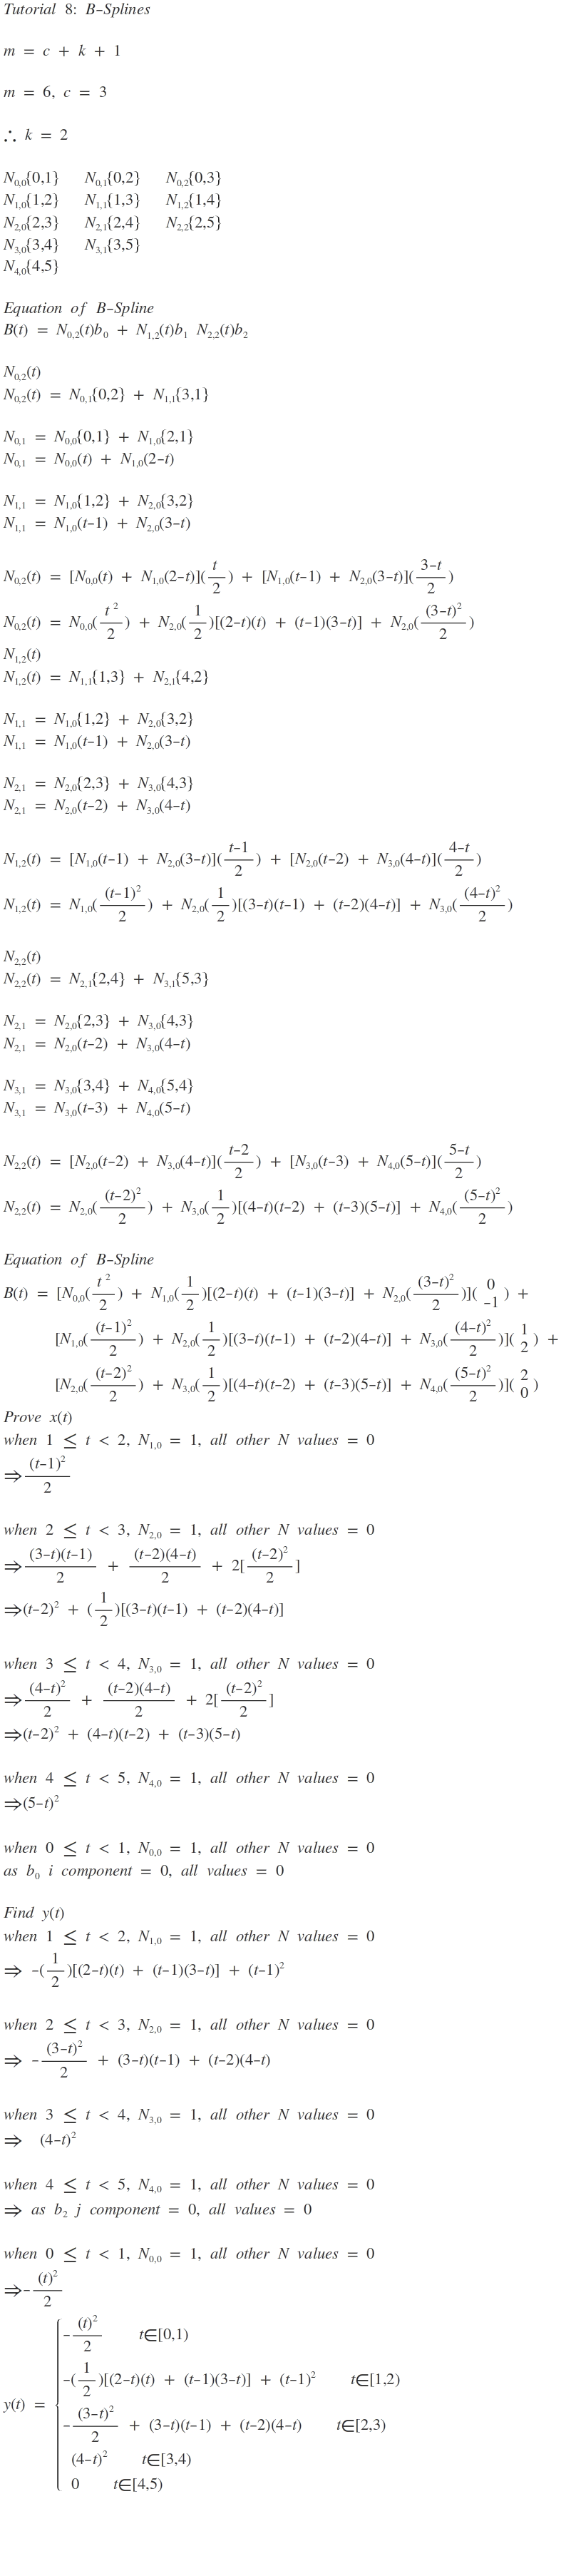 Tutorial 8: B–Splines
m = c + k + 1
m = 6, c = 3
∴ k = 2
N₀,₀{0,1} N₀,₁{0,2} N₀,₂{0,3}
N₁,₀{1,2} N₁,₁{1,3} N₁,₂{1,4}
N₂,₀{2,3} N₂,₁{2,4} N₂,₂{2,5}
N₃,₀{3,4} N₃,₁{3,5}
N₄,₀{4,5}
Equation of B–Spline
B(t) = N₀,₂(t)b₀ + N₁,₂(t)b₁ N₂,₂(t)b₂
N₀,₂(t)
N₀,₂(t) = N₀,₁{0,2} + N₁,₁{3,1}
N₀,₁ = N₀,₀{0,1} + N₁,₀{2,1}
N₀,₁ = N₀,₀(t) + N₁,₀(2–t)
N₁,₁ = N₁,₀{1,2} + N₂,₀{3,2}
N₁,₁ = N₁,₀(t–1) + N₂,₀(3–t)
N₀,₂(t) = [N₀,₀(t) + N₁,₀(2–t)](t/2) + [N₁,₀(t–1) + N₂,₀(3–t)]((3–t)/2)
N₀,₂(t) = N₀,₀(t²/2) + N₂,₀(1/2)[(2–t)(t) + (t–1)(3–t)] + N₂,₀((3–t)²/2)
N₁,₂(t)
N₁,₂(t) = N₁,₁{1,3} + N₂,₁{4,2}
N₁,₁ = N₁,₀{1,2} + N₂,₀{3,2}
N₁,₁ = N₁,₀(t–1) + N₂,₀(3–t)
N₂,₁ = N₂,₀{2,3} + N₃,₀{4,3}
N₂,₁ = N₂,₀(t–2) + N₃,₀(4–t)
N₁,₂(t) = [N₁,₀(t–1) + N₂,₀(3–t)]((t–1)/2) + [N₂,₀(t–2) + N₃,₀(4–t)]((4–t)/2)
N₁,₂(t) = N₁,₀((t–1)²/2) + N₂,₀(1/2)[(3–t)(t–1) + (t–2)(4–t)] + N₃,₀((4–t)²/2)
N₂,₂(t)
N₂,₂(t) = N₂,₁{2,4} + N₃,₁{5,3}
N₂,₁ = N₂,₀{2,3} + N₃,₀{4,3}
N₂,₁ = N₂,₀(t–2) + N₃,₀(4–t)
N₃,₁ = N₃,₀{3,4} + N₄,₀{5,4}
N₃,₁ = N₃,₀(t–3) + N₄,₀(5–t)
N₂,₂(t) = [N₂,₀(t–2) + N₃,₀(4–t)]((t–2)/2) + [N₃,₀(t–3) + N₄,₀(5–t)]((5–t)/2)
N₂,₂(t) = N₂,₀((t–2)²/2) + N₃,₀(1/2)[(4–t)(t–2) + (t–3)(5–t)] + N₄,₀((5–t)²/2)
Equation of B–Spline
B(t) = [N₀,₀(t²/2) + N₁,₀(1/2)[(2–t)(t) + (t–1)(3–t)] + N₂,₀((3–t)²/2)](0 –1) +
[N₁,₀((t–1)²/2) + N₂,₀(1/2)[(3–t)(t–1) + (t–2)(4–t)] + N₃,₀((4–t)²/2)](1 2) +
[N₂,₀((t–2)²/2) + N₃,₀(1/2)[(4–t)(t–2) + (t–3)(5–t)] + N₄,₀((5–t)²/2)](2 0)
Prove x(t)
when 1 ≤ t < 2, N₁,₀ = 1, all other N values = 0
⇒(t–1)²/2
when 2 ≤ t < 3, N₂,₀ = 1, all other N values = 0
⇒(3–t)(t–1)/2 + (t–2)(4–t)/2 + 2[(t–2)²/2]
⇒(t–2)² + (1/2)[(3–t)(t–1) + (t–2)(4–t)]
when 3 ≤ t < 4, N₃,₀ = 1, all other N values = 0
⇒(4–t)²/2 + (t–2)(4–t)/2 + 2[(t–2)²/2]
⇒(t–2)² + (4–t)(t–2) + (t–3)(5–t)
when 4 ≤ t < 5, N₄,₀ = 1, all other N values = 0
⇒(5–t)²
when 0 ≤ t < 1, N₀,₀ = 1, all other N values = 0
as b₀ i component = 0, all values = 0
Find y(t)
when 1 ≤ t < 2, N₁,₀ = 1, all other N values = 0
⇒ –(1/2)[(2–t)(t) + (t–1)(3–t)] + (t–1)²
when 2 ≤ t < 3, N₂,₀ = 1, all other N values = 0
⇒ –(3–t)²/2 + (3–t)(t–1) + (t–2)(4–t)
when 3 ≤ t < 4, N₃,₀ = 1, all other N values = 0
⇒ (4–t)²
when 4 ≤ t < 5, N₄,₀ = 1, all other N values = 0
⇒ as b₂ j component = 0, all values = 0
when 0 ≤ t < 1, N₀,₀ = 1, all other N values = 0
⇒–(t)²/2
y(t) = {
–(t)²/2 t∈[0,1)
–(1/2)[(2–t)(t) + (t–1)(3–t)] + (t–1)² t∈[1,2)
–(3–t)²/2 + (3–t)(t–1) + (t–2)(4–t) t∈[2,3)
(4–t)² t∈[3,4)
0 t∈[4,5)